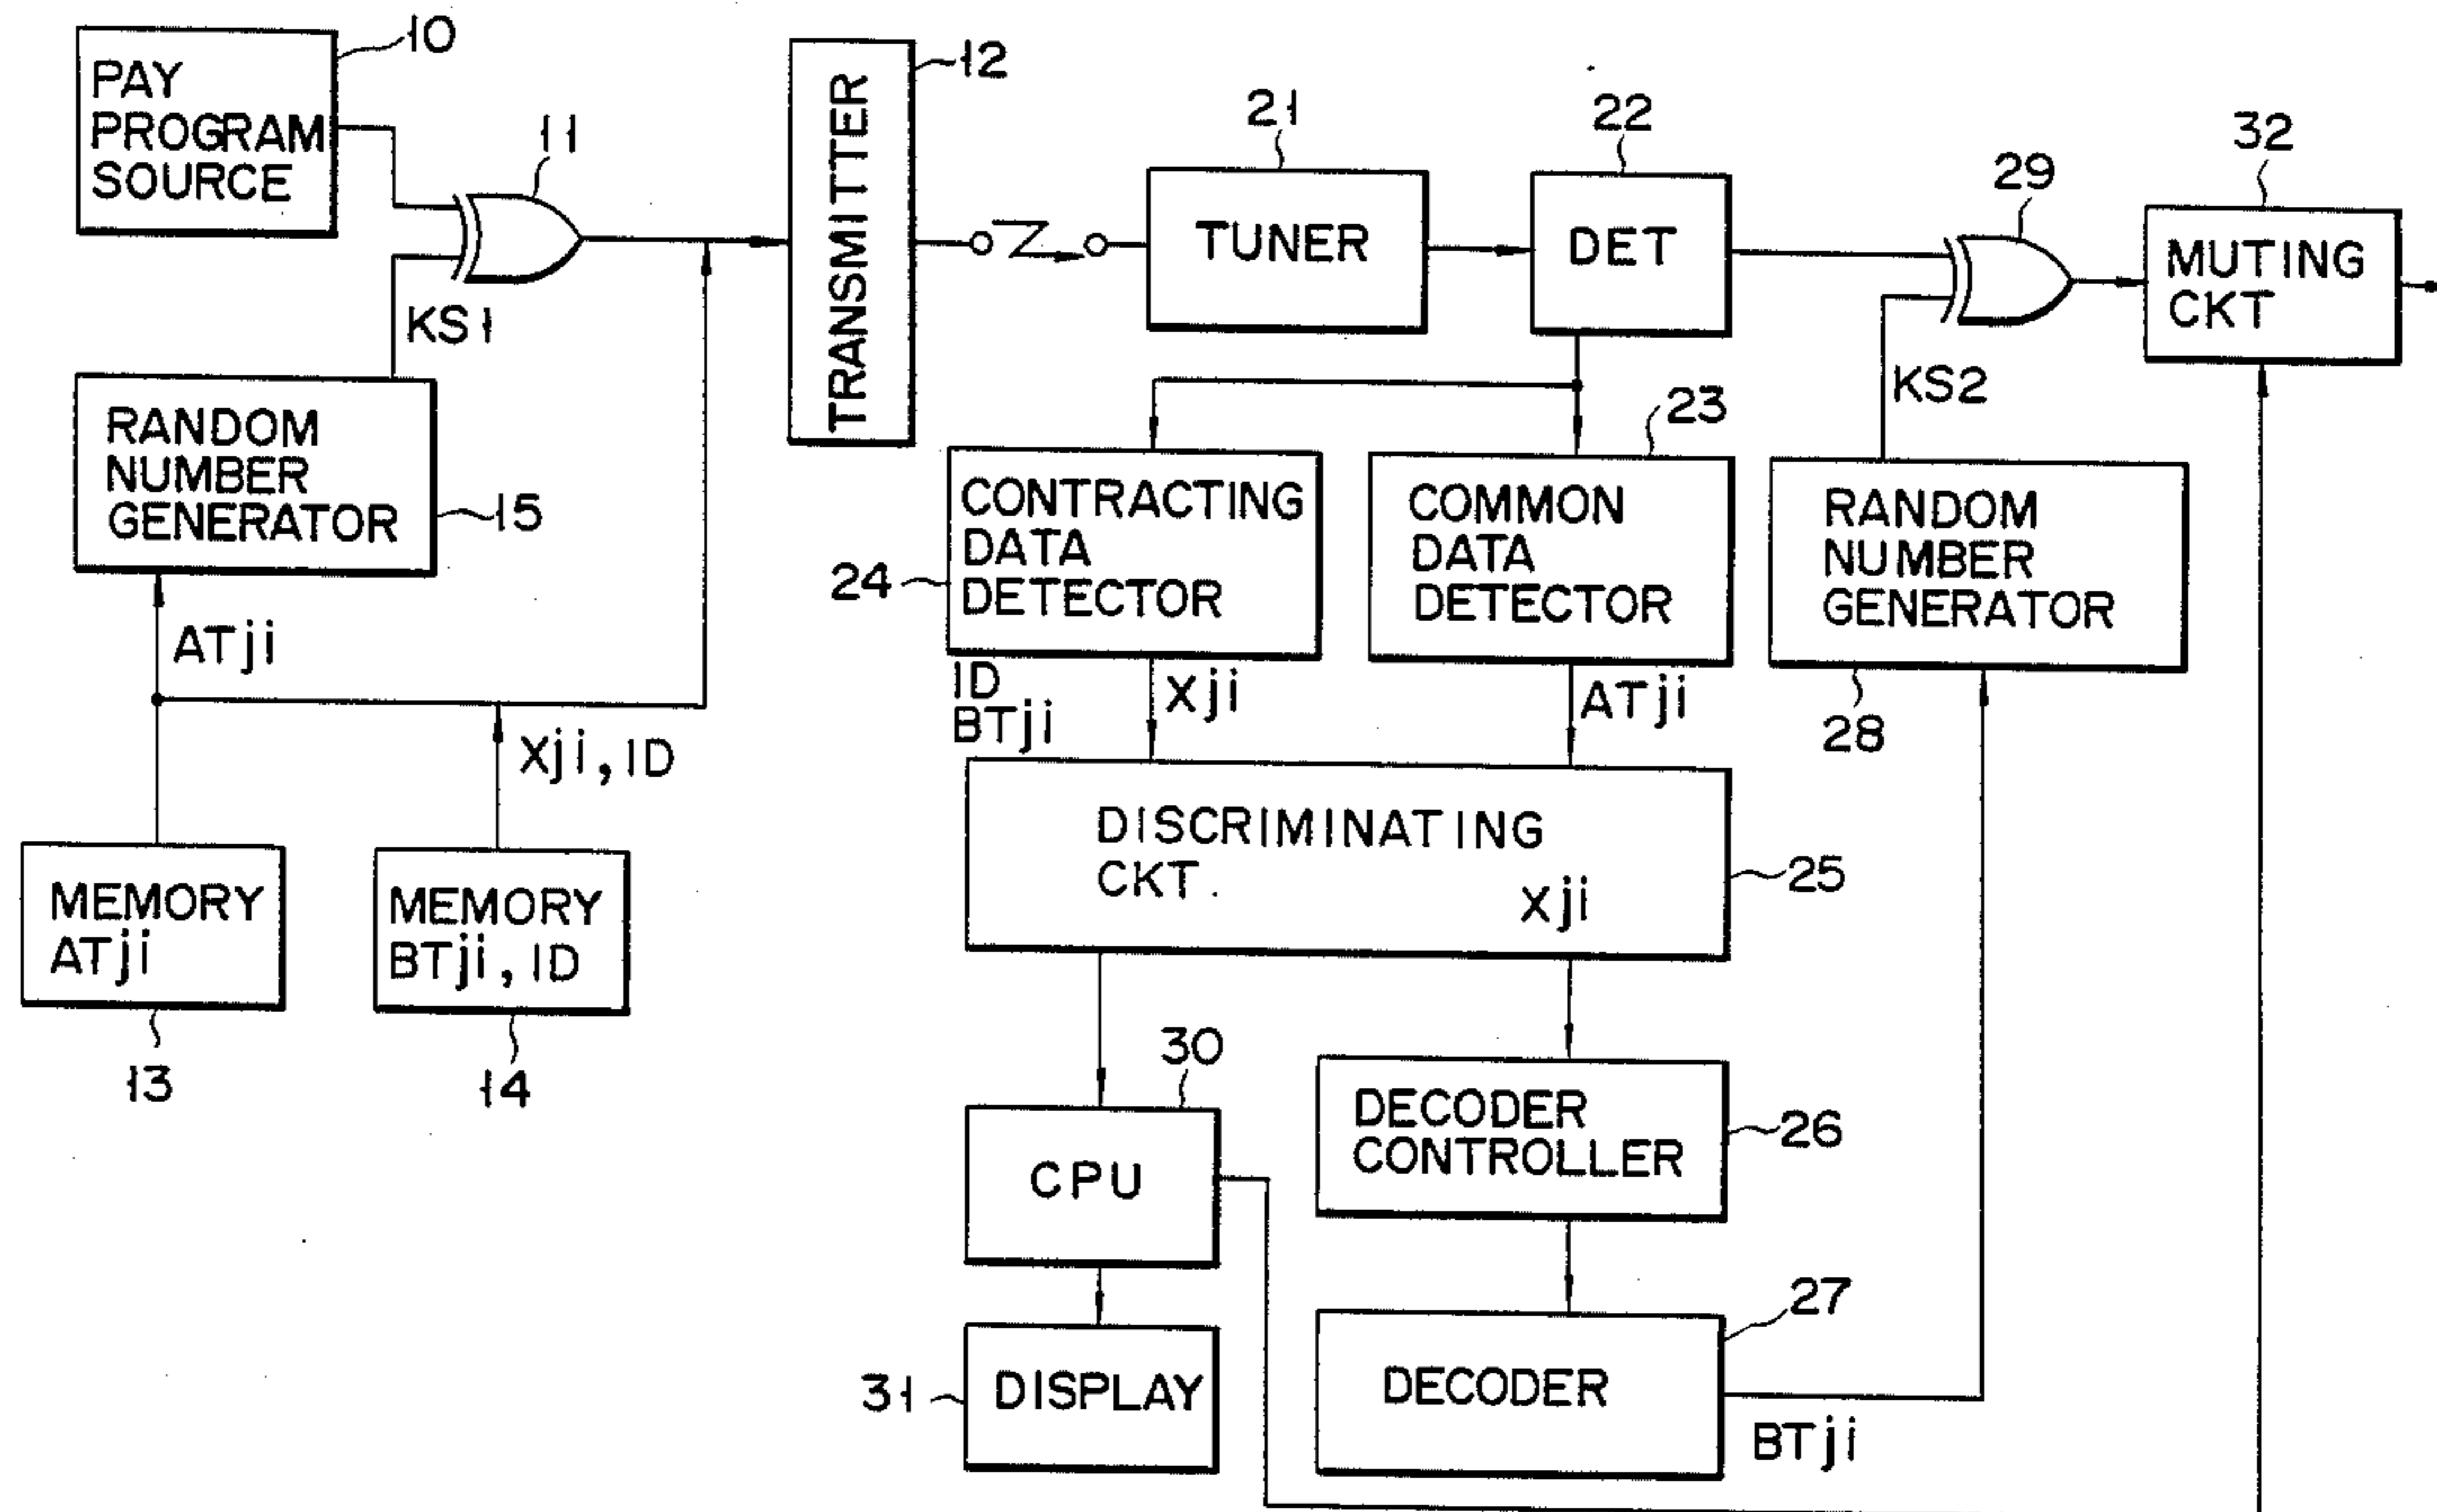 10
PAY
PROGRAM
SOURCE
11
KS1
RANDOM
NUMBER
GENERATOR
15
ATji
Xji, ID
MEMORY
ATji
13
MEMORY
BTji, ID
14
12
TRANSMITTER
21
TUNER
22
DET
29
32
MUTING
CKT
KS2
23
CONTRACTING
DATA
DETECTOR
24
COMMON
DATA
DETECTOR
RANDOM
NUMBER
GENERATOR
28
ID
BTji
Xji
ATji
DISCRIMINATING
CKT.
Xji
25
30
CPU
DECODER
CONTROLLER
26
31
DISPLAY
27
DECODER
BTji